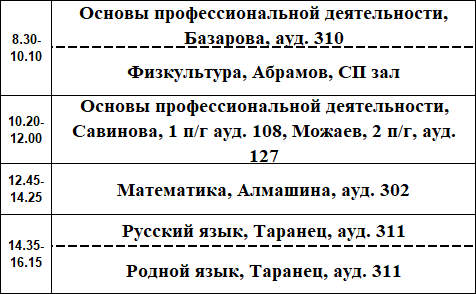 8.30-
10.10
Основы профессиональной деятельности,
Базарова, ауд. 310
Физкультура, Абрамов, СП зал
10.20-
12.00
Основы профессиональной деятельности,
Савинова, 1 п/г ауд. 108, Можаев, 2 п/г, ауд.
127
12.45-
14.25
Математика, Алмашина, ауд. 302
14.35-
16.15
Русский язык, Таранец, ауд. 311
Родной язык, Таранец, ауд. 311